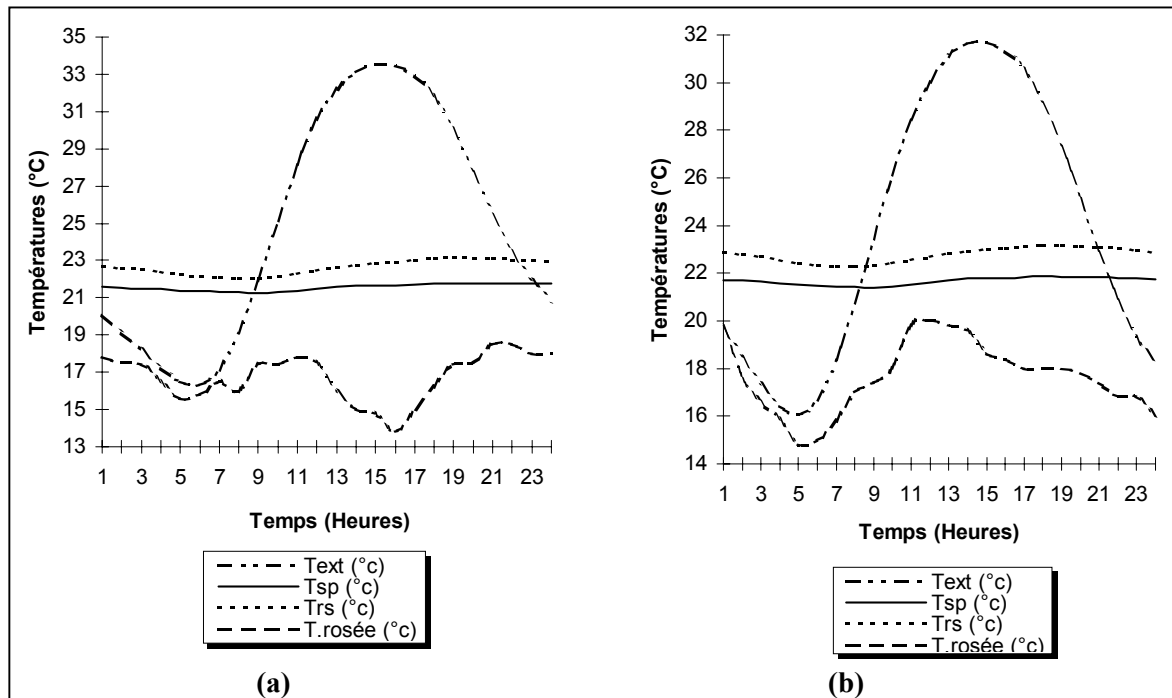 35
33
31
29
27
25
23
21
19
17
15
13
Températures (°C)
1 3 5 7 9 11 13 15 17 19 21 23
Temps (Heures)
Text (°c)
Tsp (°c)
Trs (°c)
T.rosée (°c)
(a)
32
30
28
26
24
22
20
18
16
14
Températures (°C)
1 3 5 7 9 11 13 15 17 19 21 23
Temps (Heures)
Text (°c)
Tsp (°c)
Trs (°c)
T.rosée (°c)
(b)